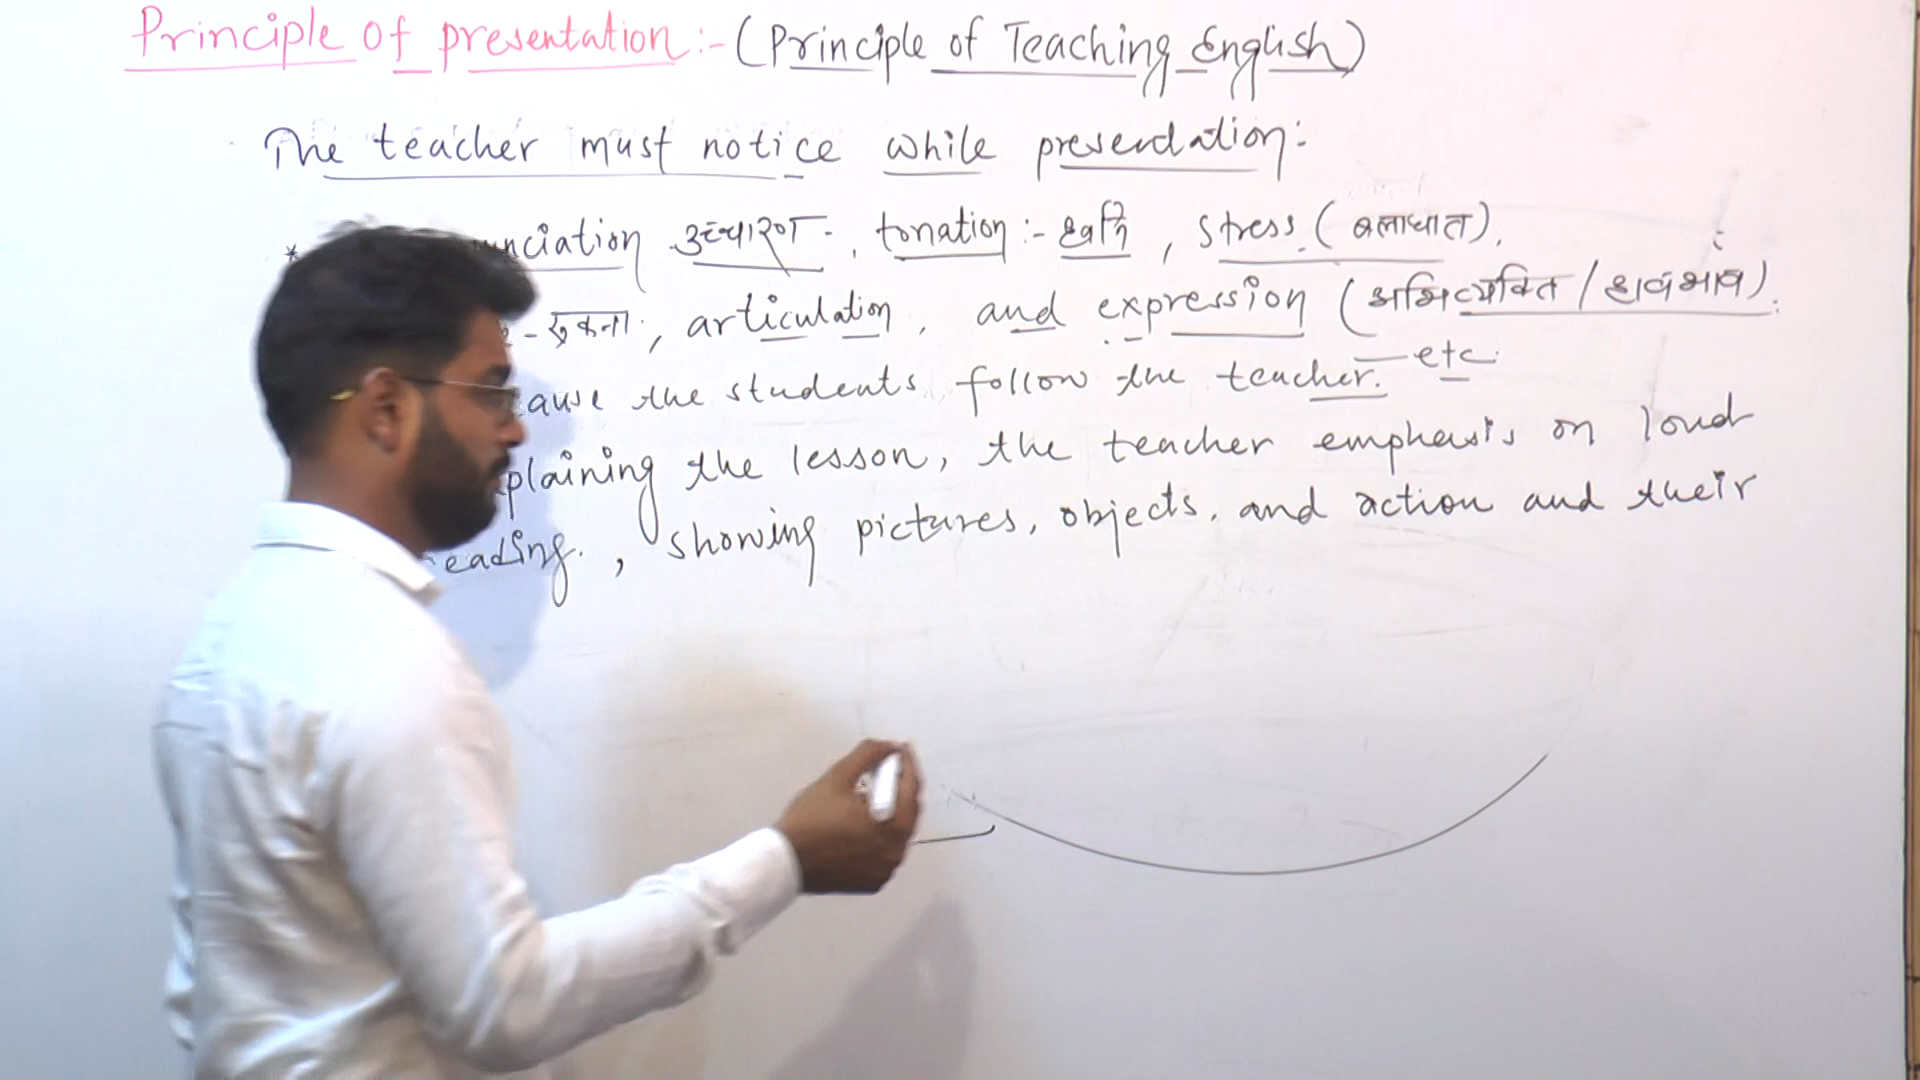 Principle of presentation:- (Principle of Teaching English)
The teacher must notice while presendation:
* nciation उच्चारण , tonation:- ध्वनि , stress (बलाघात).
- रुकना, articulation, and expression (अभिव्यक्ति / हावंभांव).
ause the students follow the teacher. etc.
plaining the lesson, the teacher emphasis on loud
eading. , showing pictures, objects, and action and their